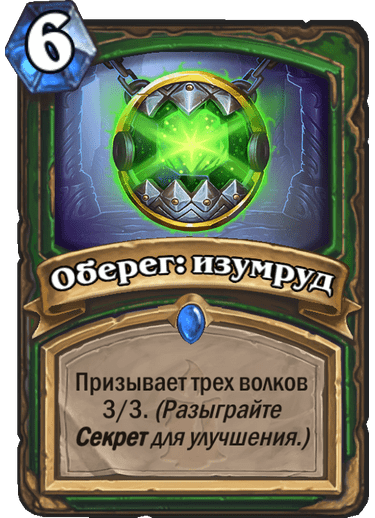 6
Оберег: изумруд
Призывает трех волков
3/3. (Разыграйте
Секрет для улучшения.)